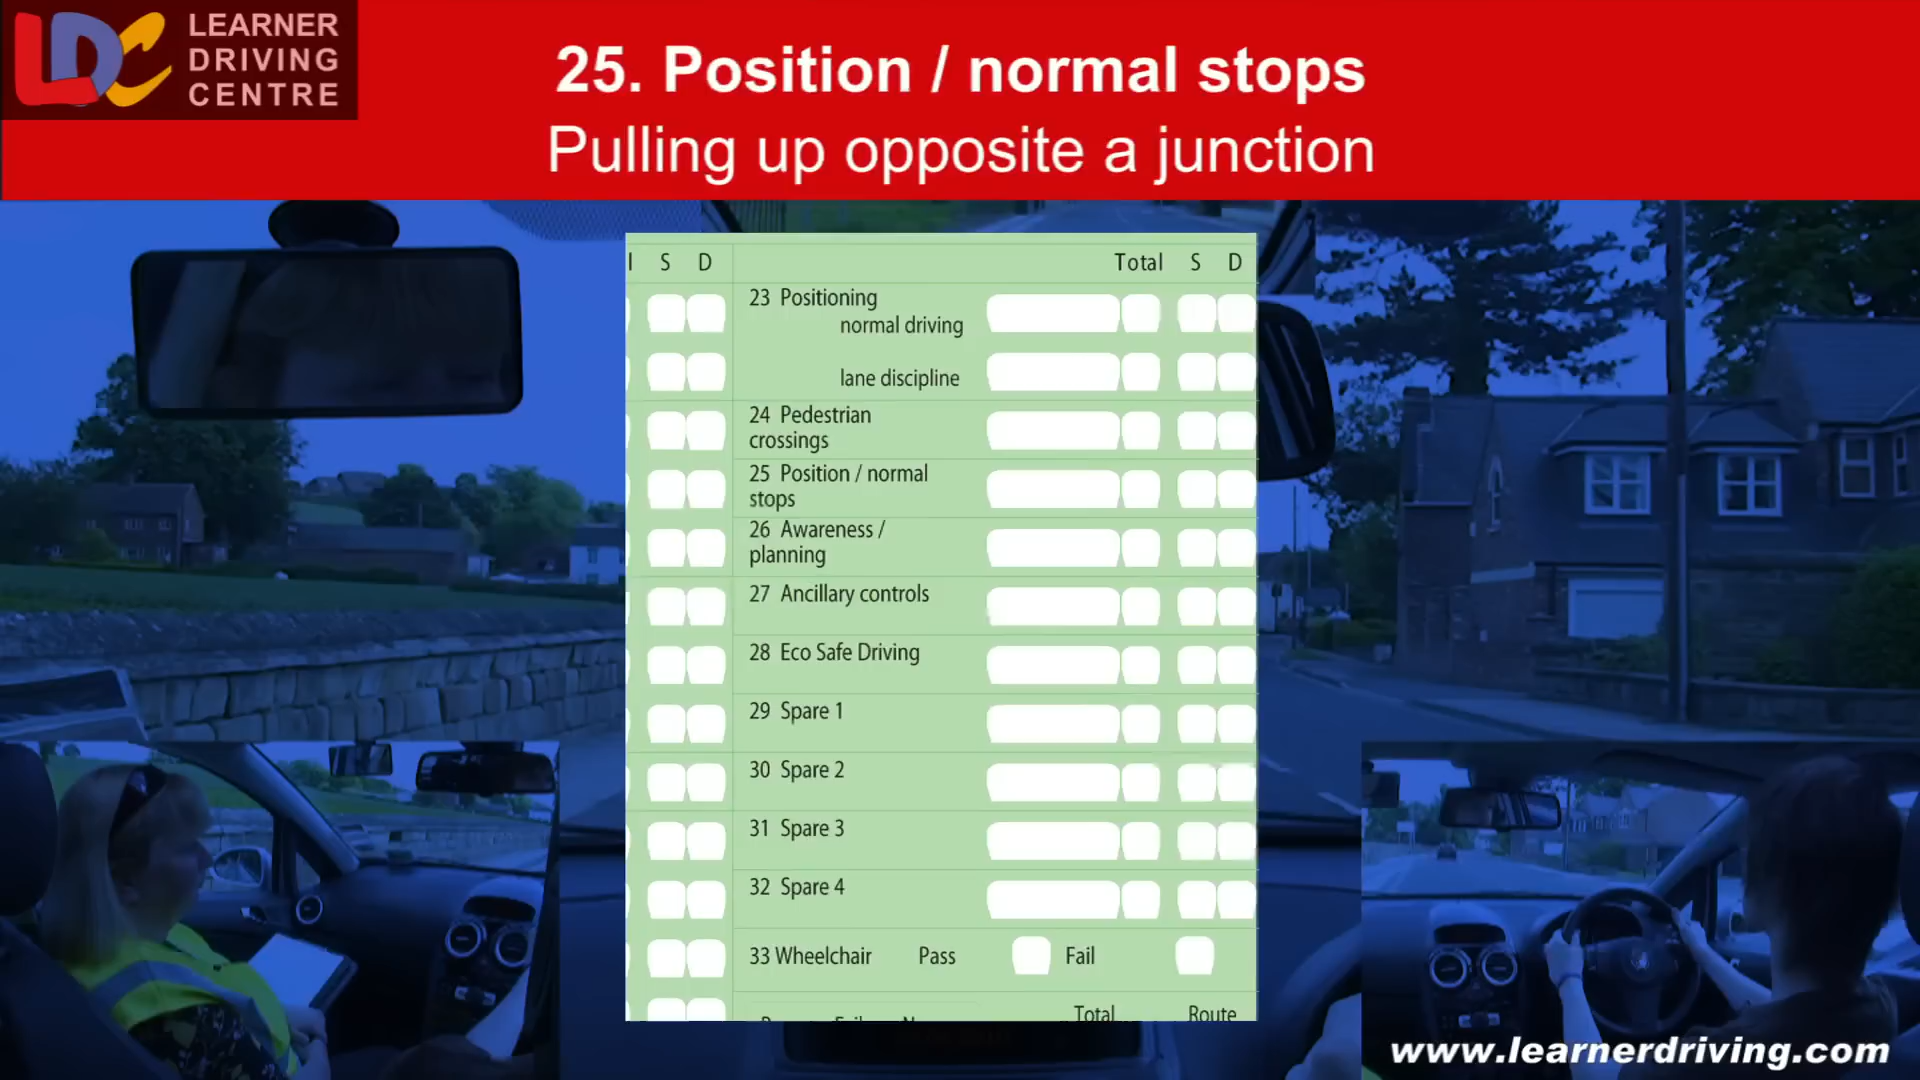 LDC
LEARNER
DRIVING
CENTRE
25. Position / normal stops
Pulling up opposite a junction
S D
Total S D
23 Positioning
normal driving
lane discipline
24 Pedestrian
crossings
25 Position / normal
stops
26 Awareness /
planning
27 Ancillary controls
28 Eco Safe Driving
29 Spare 1
30 Spare 2
31 Spare 3
32 Spare 4
33 Wheelchair Pass Fail
Total Route
www.learnerdriving.com